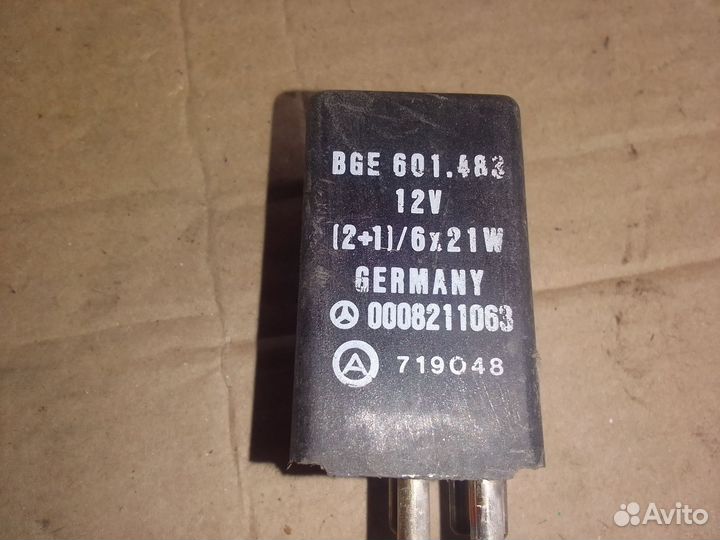 BGE 601.483
12V
(2+1)/6x21W
GERMANY
0008211063
A 719048
Avito